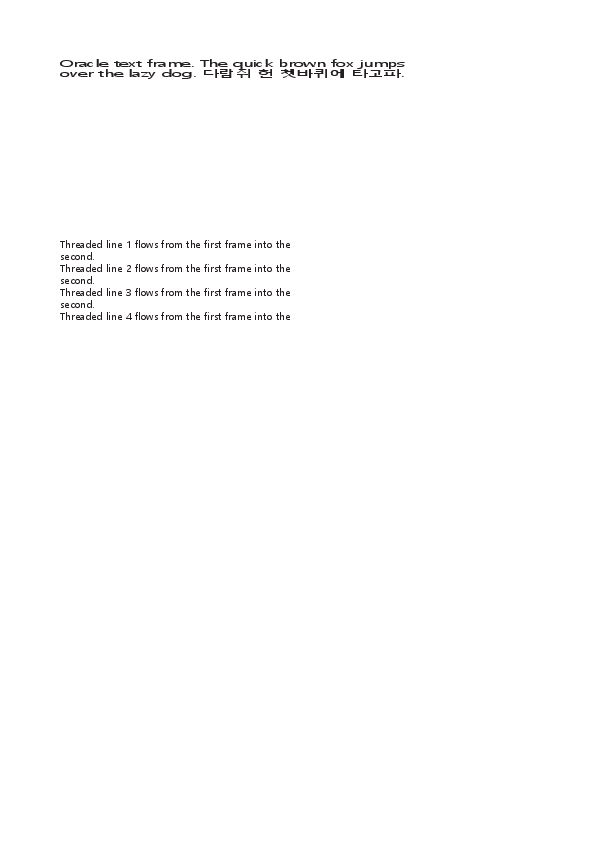 Oracle text frame. The quick brown fox jumps
over the lazy dog. 다람쥐 헌 쳇바퀴에 타고파.
Threaded line 1 flows from the first frame into the
second.
Threaded line 2 flows from the first frame into the
second.
Threaded line 3 flows from the first frame into the
second.
Threaded line 4 flows from the first frame into the